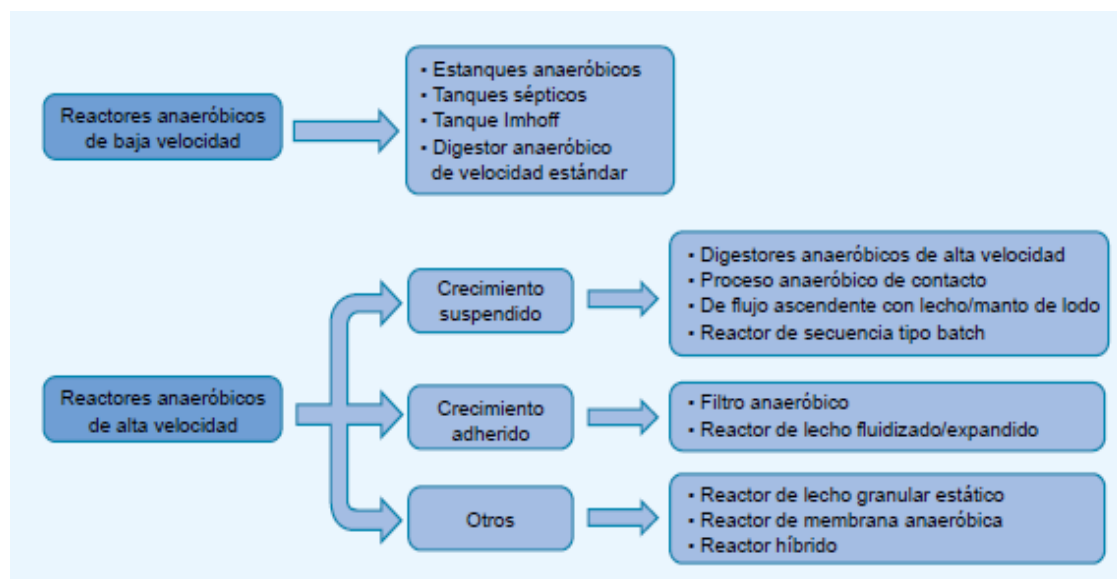 Reactores anaeróbicos
de baja velocidad
▪ Estanques anaeróbicos
▪ Tanques sépticos
▪ Tanque Imhoff
▪ Digestor anaeróbico
de velocidad estándar
Reactores anaeróbicos
de alta velocidad
Crecimiento
suspendido
▪ Digestores anaeróbicos de alta velocidad
▪ Proceso anaeróbico de contacto
▪ De flujo ascendente con lecho/manto de lodo
▪ Reactor de secuencia tipo batch
Crecimiento
adherido
▪ Filtro anaeróbico
▪ Reactor de lecho fluidizado/expandido
Otros
▪ Reactor de lecho granular estático
▪ Reactor de membrana anaeróbica
▪ Reactor híbrido